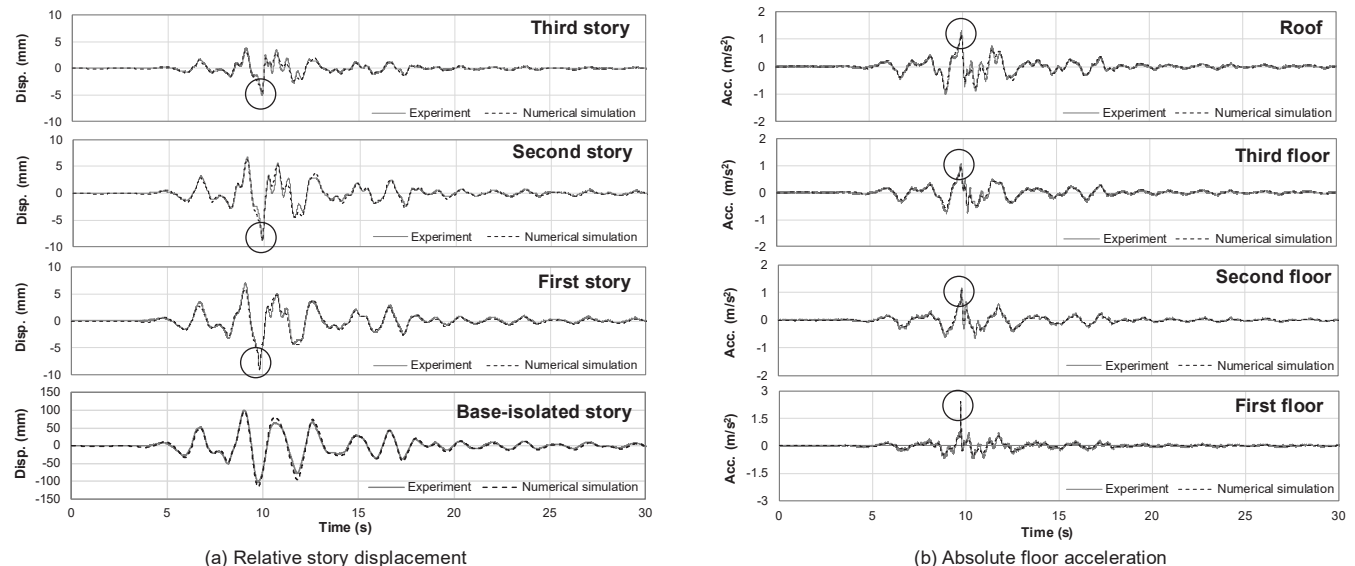 10
5
0
-5
-10
Disp. (mm)
Third story
Experiment
Numerical simulation
10
5
0
-5
-10
Disp. (mm)
Second story
Experiment
Numerical simulation
10
5
0
-5
-10
Disp. (mm)
First story
Experiment
Numerical simulation
150
100
50
0
-50
-100
-150
Disp. (mm)
Base-isolated story
Experiment
Numerical simulation
0 5 10 15 20 25 30
Time (s)
(a) Relative story displacement
2
1
0
-1
-2
Acc. (m/s²)
Roof
Experiment
Numerical simulation
2
1
0
-1
-2
Acc. (m/s²)
Third floor
Experiment
Numerical simulation
2
1
0
-1
-2
Acc. (m/s²)
Second floor
Experiment
Numerical simulation
3
1.5
0
-1.5
-3
Acc. (m/s²)
First floor
Experiment
Numerical simulation
0 5 10 15 20 25 30
Time (s)
(b) Absolute floor acceleration